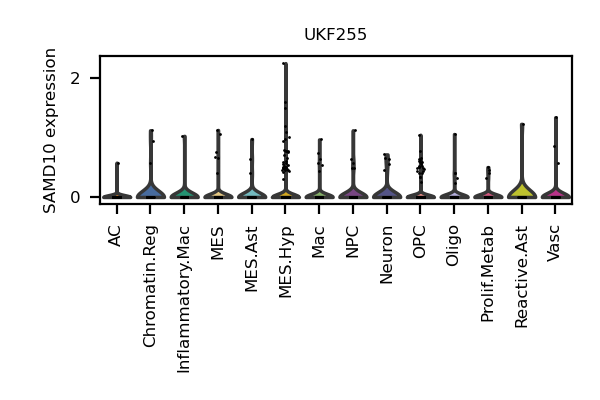 UKF255
SAMD10 expression
2
0
AC
Chromatin.Reg
Inflammatory.Mac
MES
MES.Ast
MES.Hyp
Mac
NPC
Neuron
OPC
Oligo
Prolif.Metab
Reactive.Ast
Vasc